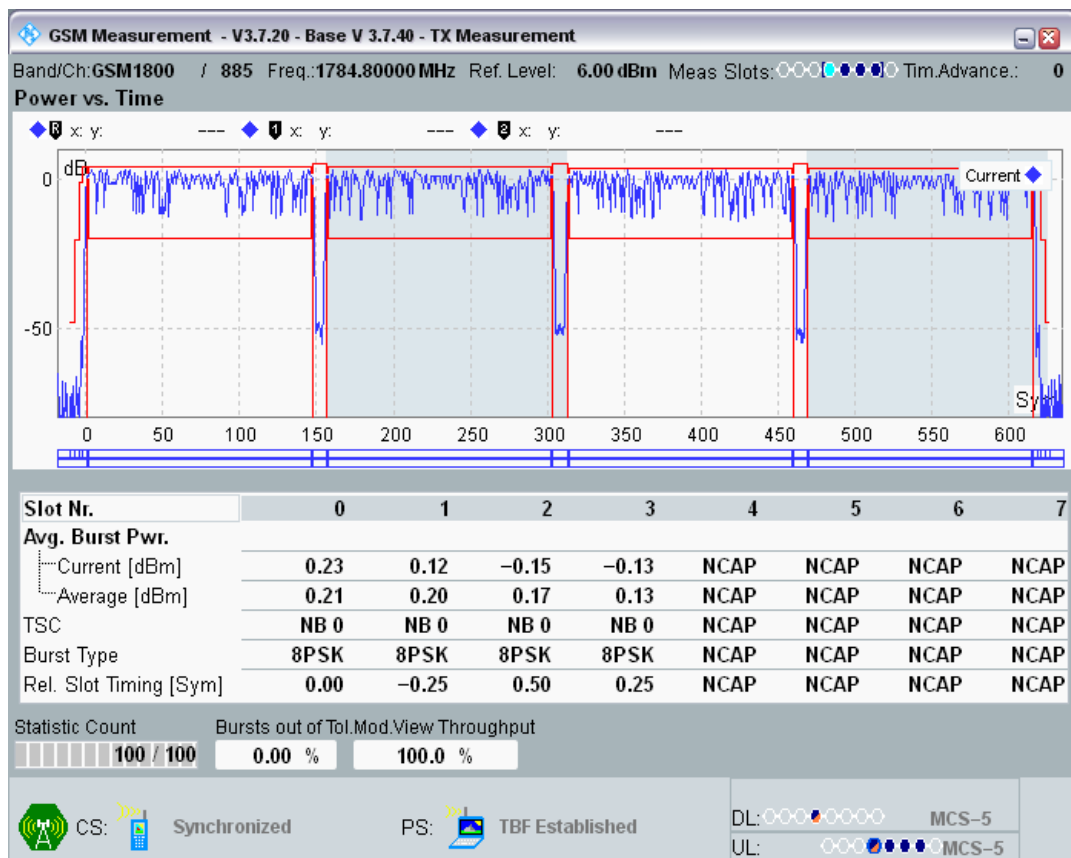 GSM Measurement - V3.7.20 - Base V 3.7.40 - TX Measurement
Band/Ch:GSM1800 / 885 Freq.:1784.80000 MHz Ref. Level: 6.00 dBm Meas Slots: Tim.Advance.: 0
Power vs. Time
R x: y: --- 1 x: y: --- 2 x: y: ---
dB
Current
0
-50
Sym
0 50 100 150 200 250 300 350 400 450 500 550 600
Slot Nr. 0 1 2 3 4 5 6 7
Avg. Burst Pwr.
Current [dBm] 0.23 0.12 −0.15 −0.13 NCAP NCAP NCAP NCAP
Average [dBm] 0.21 0.20 0.17 0.13 NCAP NCAP NCAP NCAP
TSC NB 0 NB 0 NB 0 NB 0 NCAP NCAP NCAP NCAP
Burst Type 8PSK 8PSK 8PSK 8PSK NCAP NCAP NCAP NCAP
Rel. Slot Timing [Sym] 0.00 −0.25 0.50 0.25 NCAP NCAP NCAP NCAP
Statistic Count Bursts out of Tol. Mod.View Throughput
100 / 100 0.00 % 100.0 %
CS: Synchronized PS: TBF Established
DL: MCS−5
UL: MCS−5